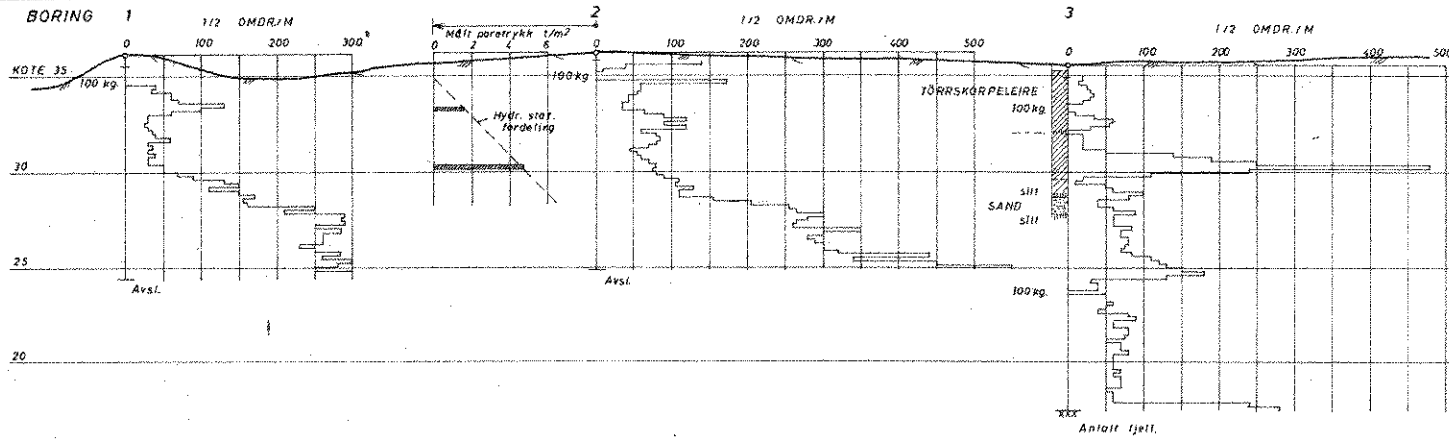 BORING 1
1/2 OMDR./M
0 100 200 300
Målt poretrykk t/m²
0 2 4 6
2
1/2 OMDR./M
0 100 200 300 400 500
3
1/2 OMDR./M
0 100 200 300 400 500
KOTE 35
100 kg.
100 kg.
TÖRRSKORPELEIRE
100 kg.
Hydr. stat. fordeling
30
silt
SAND
silt
25
Avsl.
Avsl.
100 kg.
20
Antatt fjell.